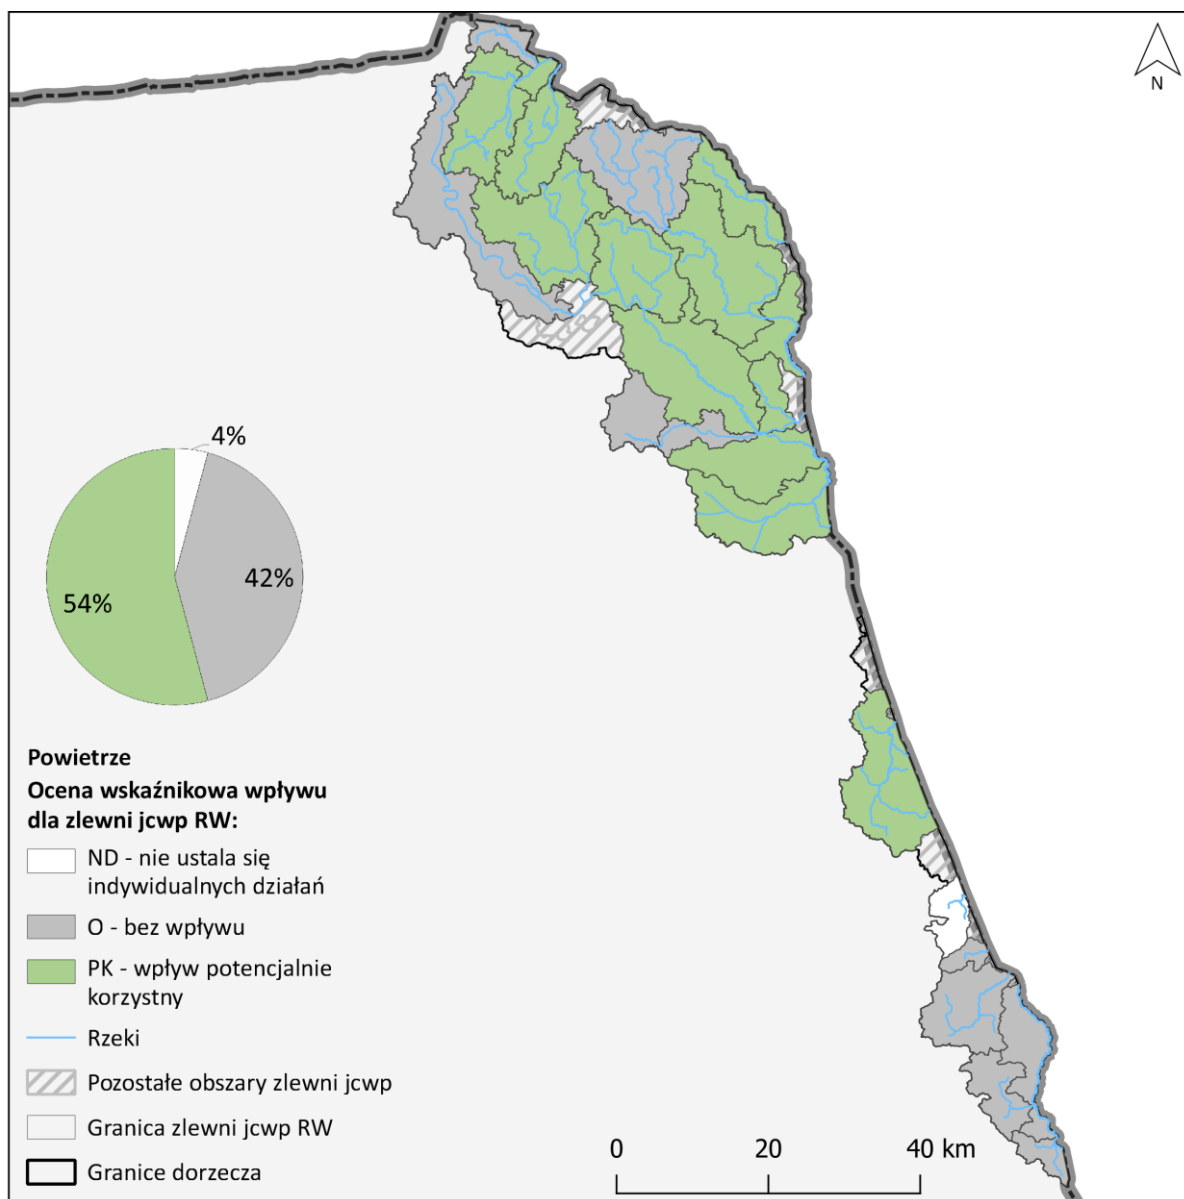 N
4%
42%
54%
Powietrze
Ocena wskaźnikowa wpływu
dla zlewni jcwp RW:
ND - nie ustala się
indywidualnych działań
O - bez wpływu
PK - wpływ potencjalnie
korzystny
Rzeki
Pozostałe obszary zlewni jcwp
Granica zlewni jcwp RW
Granice dorzecza
0 20 40 km